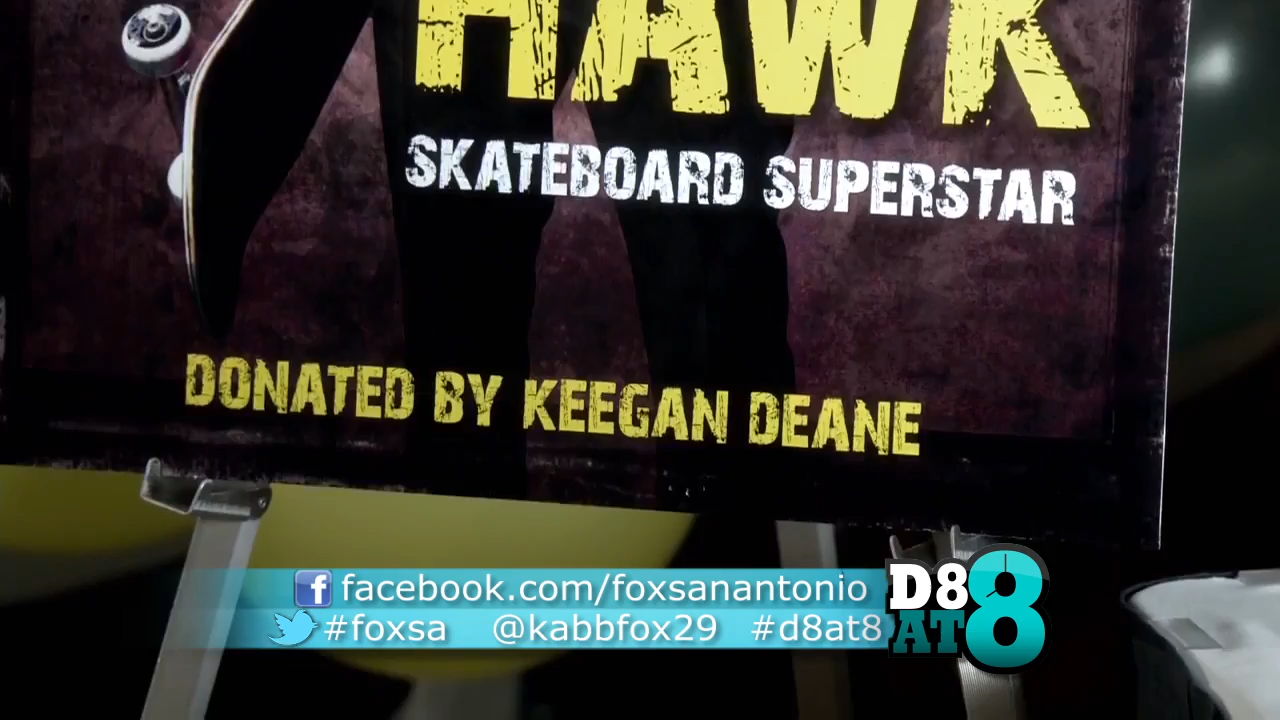 HAWK
SKATEBOARD SUPERSTAR
DONATED BY KEEGAN DEANE
f facebook.com/foxsanantonio
#foxsa @kabbfox29 #d8at8
D8
AT
8